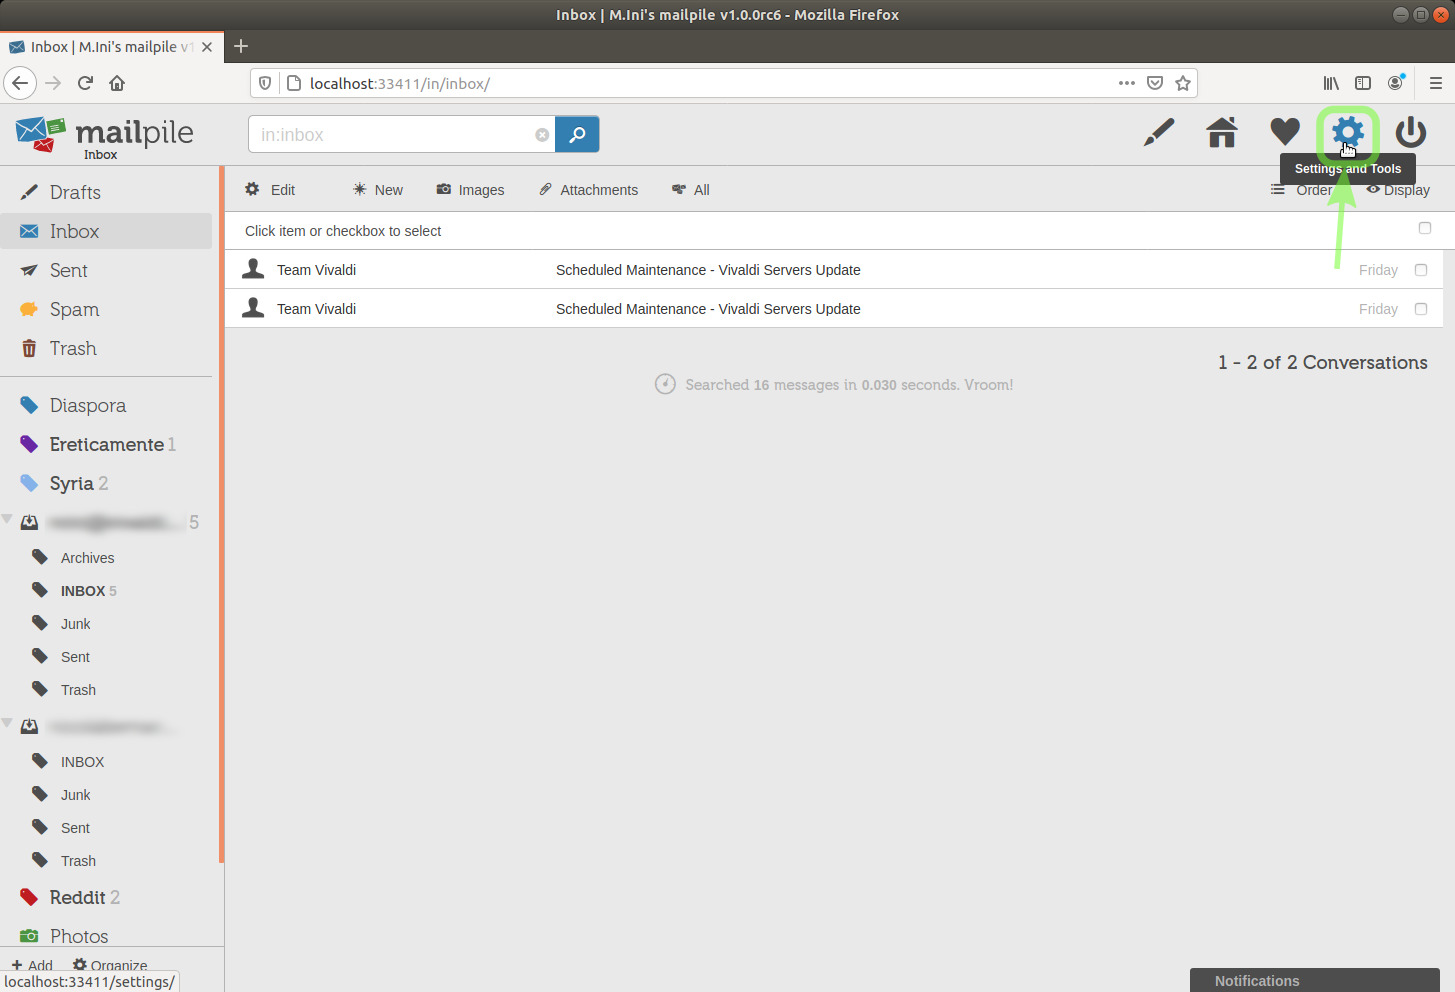 Inbox | M.Ini's mailpile v1.0.0rc6 - Mozilla Firefox
Inbox | M.Ini's mailpile v1
localhost:33411/in/inbox/
mailpile
Inbox
in:inbox
Settings and Tools
Drafts
Inbox
Sent
Spam
Trash
Diaspora
Ereticamente 1
Syria 2
5
Archives
INBOX 5
Junk
Sent
Trash
INBOX
Junk
Sent
Trash
Reddit 2
Photos
+ Add Organize
localhost:33411/settings/
Edit New Images Attachments All Order Display
Click item or checkbox to select
Team Vivaldi Scheduled Maintenance - Vivaldi Servers Update Friday
Team Vivaldi Scheduled Maintenance - Vivaldi Servers Update Friday
1 - 2 of 2 Conversations
Searched 16 messages in 0.030 seconds. Vroom!
Notifications